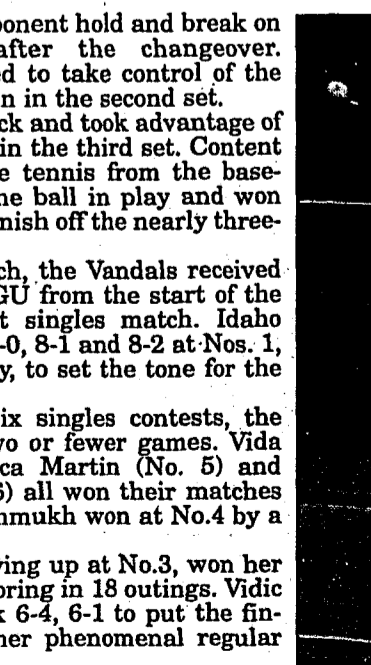 ponent hold and break on
after the changeover.
ed to take control of the
n in the second set.
ck and took advantage of
in the third set. Content
e tennis from the base-
he ball in play and won
nish off the nearly three-
ch, the Vandals received
GU from the start of the
t singles match. Idaho
-0, 8-1 and 8-2 at Nos. 1,
y, to set the tone for the
ix singles contests, the
vo or fewer games. Vida
ca Martin (No. 5) and
6) all won their matches
hmukh won at No.4 by a
ying up at No.3, won her
pring in 18 outings. Vidic
k 6-4, 6-1 to put the fin-
her phenomenal regular